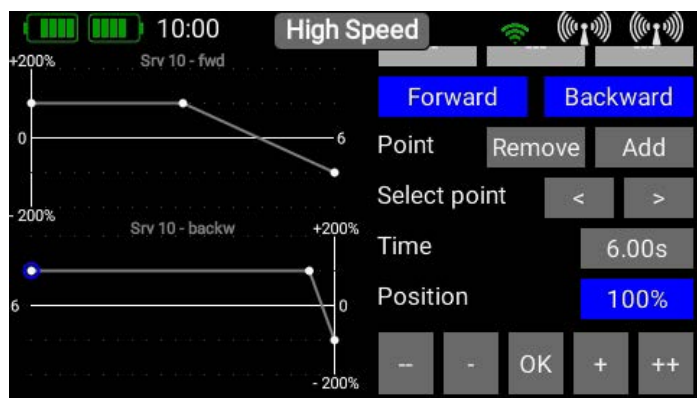 10:00 High Speed
+200%
Srv 10 - fwd
Forward Backward
0
6
Point Remove Add
Select point < >
- 200%
Srv 10 - backw
+200%
Time 6.00s
6
0
Position 100%
-- - OK + ++
- 200%